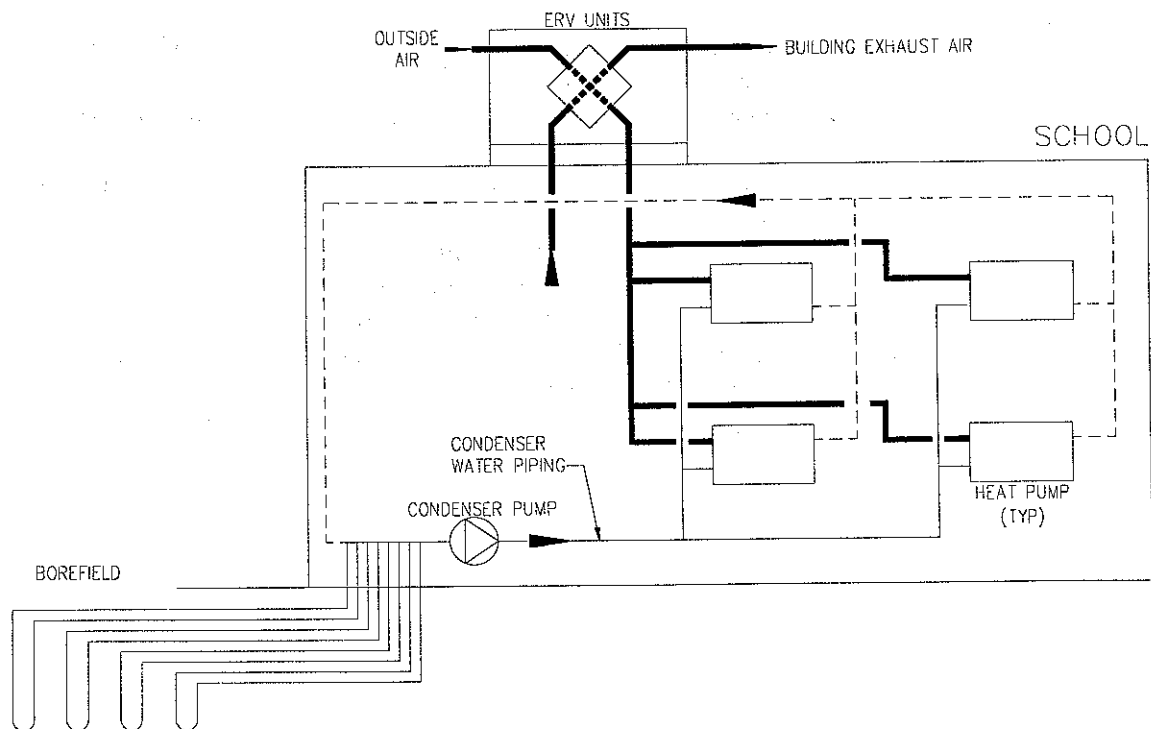 ERV UNITS
OUTSIDE
AIR
BUILDING EXHAUST AIR
SCHOOL
CONDENSER
WATER PIPING
CONDENSER PUMP
HEAT PUMP
(TYP)
BOREFIELD